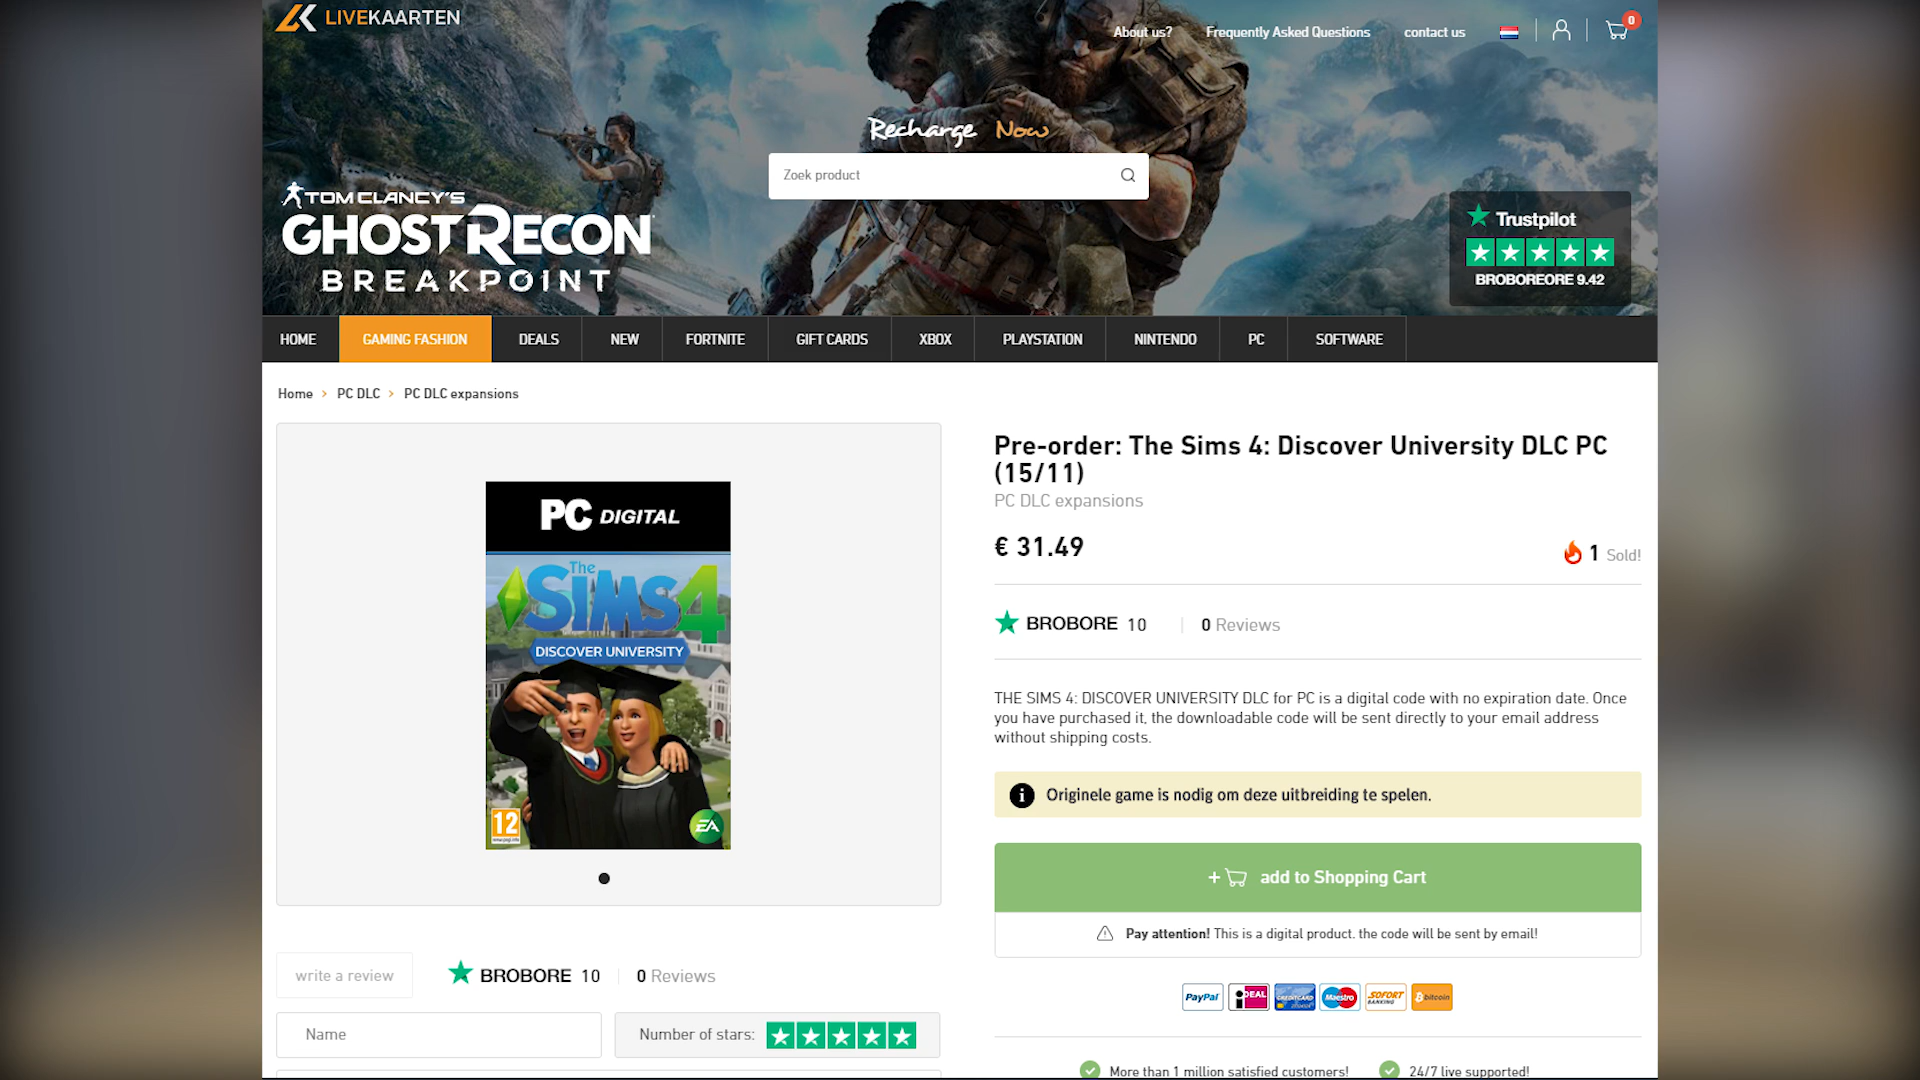 LIVEKAARTEN
About us?
Frequently Asked Questions
contact us
0
Recharge Now
Zoek product
TOM CLANCY'S
GHOST RECON
BREAKPOINT
Trustpilot
BROBOREORE 9.42
HOME
GAMING FASHION
DEALS
NEW
FORTNITE
GIFT CARDS
XBOX
PLAYSTATION
NINTENDO
PC
SOFTWARE
Home > PC DLC > PC DLC expansions
PC DIGITAL
The
SIMS 4
DISCOVER UNIVERSITY
12
EA
Pre-order: The Sims 4: Discover University DLC PC
(15/11)
PC DLC expansions
€ 31.49
1 Sold!
BROBORE 10
0 Reviews
THE SIMS 4: DISCOVER UNIVERSITY DLC for PC is a digital code with no expiration date. Once
you have purchased it, the downloadable code will be sent directly to your email address
without shipping costs.
Originele game is nodig om deze uitbreiding te spelen.
+ add to Shopping Cart
Pay attention! This is a digital product. the code will be sent by email!
PayPal
iDEAL
CREDITCARD
Maestro
SOFORT
BANKING
bitcoin
More than 1 million satisfied customers!
24/7 live supported!
write a review
BROBORE 10
0 Reviews
Name
Number of stars: